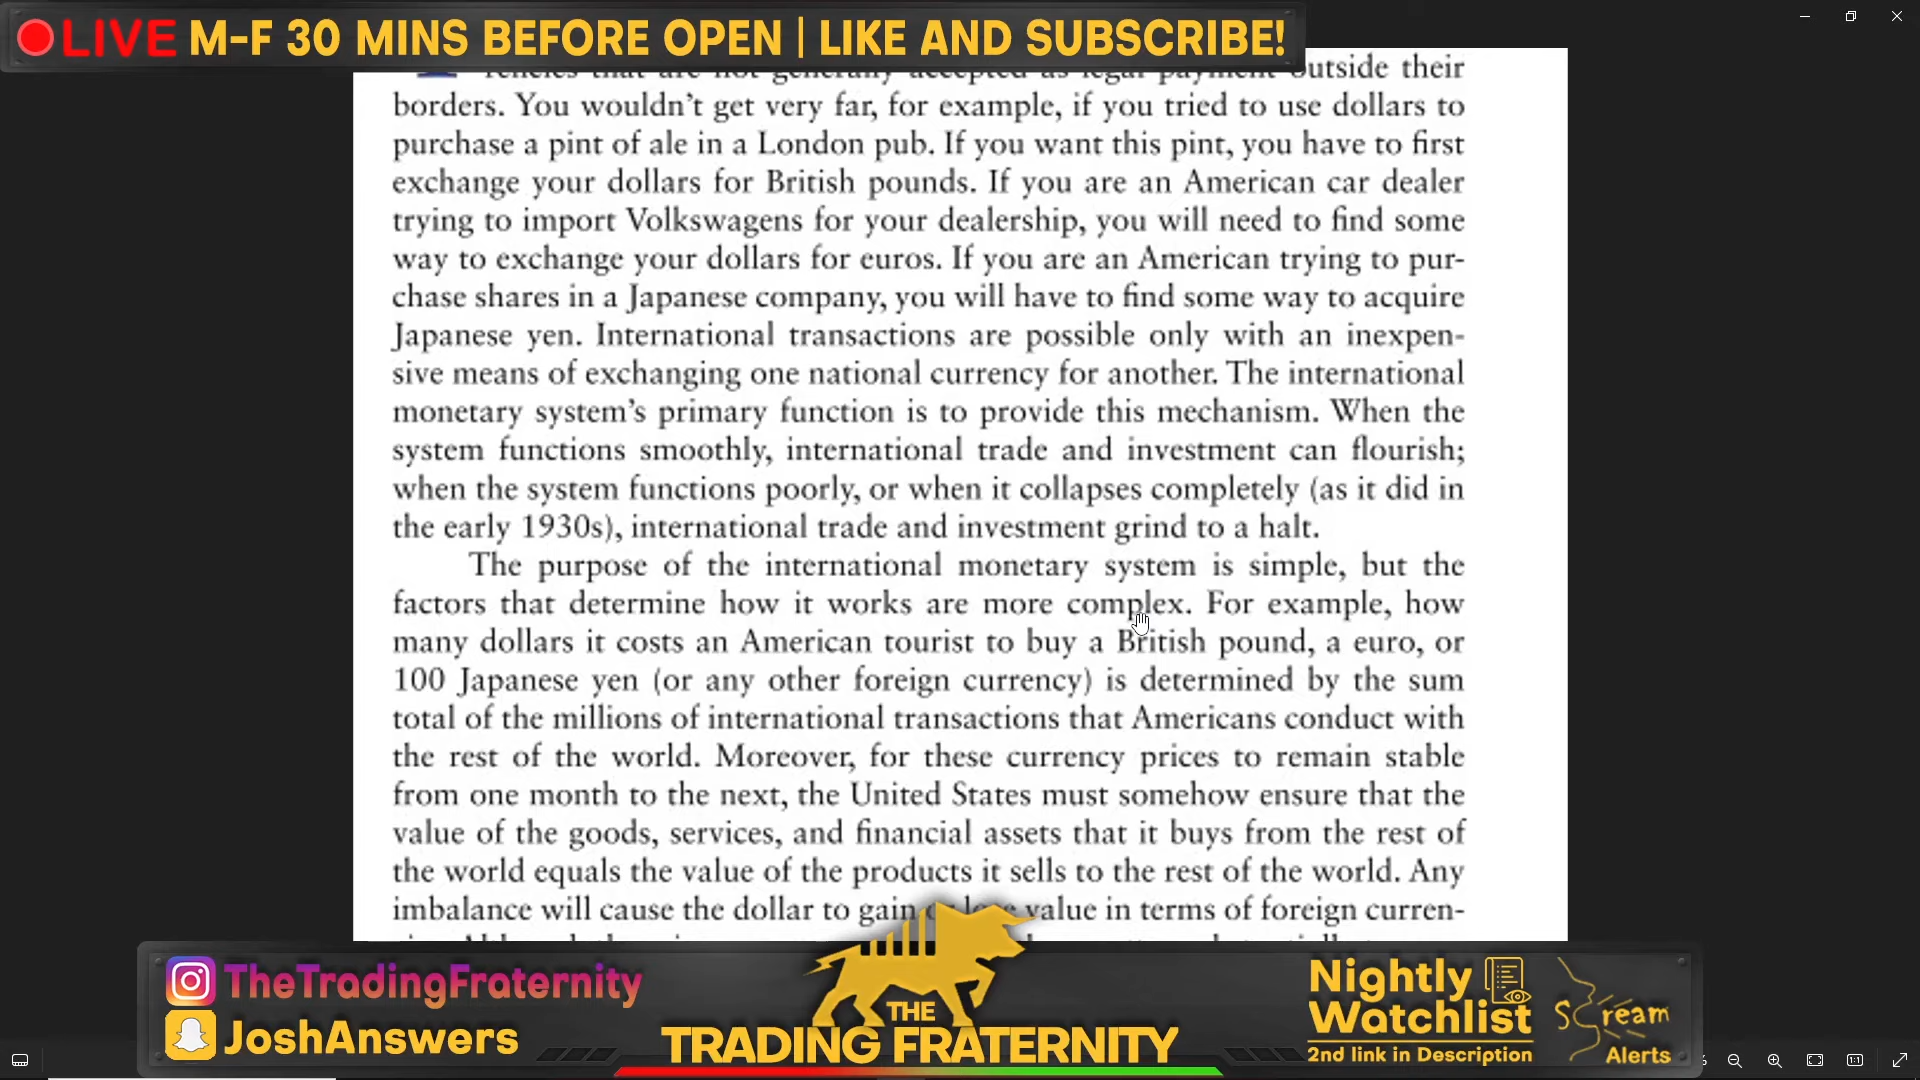 LIVE M-F 30 MINS BEFORE OPEN | LIKE AND SUBSCRIBE!
rencies that are not generally accepted as legal payment outside their
borders. You wouldn't get very far, for example, if you tried to use dollars to
purchase a pint of ale in a London pub. If you want this pint, you have to first
exchange your dollars for British pounds. If you are an American car dealer
trying to import Volkswagens for your dealership, you will need to find some
way to exchange your dollars for euros. If you are an American trying to pur-
chase shares in a Japanese company, you will have to find some way to acquire
Japanese yen. International transactions are possible only with an inexpen-
sive means of exchanging one national currency for another. The international
monetary system's primary function is to provide this mechanism. When the
system functions smoothly, international trade and investment can flourish;
when the system functions poorly, or when it collapses completely (as it did in
the early 1930s), international trade and investment grind to a halt.
The purpose of the international monetary system is simple, but the
factors that determine how it works are more complex. For example, how
many dollars it costs an American tourist to buy a British pound, a euro, or
100 Japanese yen (or any other foreign currency) is determined by the sum
total of the millions of international transactions that Americans conduct with
the rest of the world. Moreover, for these currency prices to remain stable
from one month to the next, the United States must somehow ensure that the
value of the goods, services, and financial assets that it buys from the rest of
the world equals the value of the products it sells to the rest of the world. Any
imbalance will cause the dollar to gain or lose value in terms of foreign curren-
TheTradingFraternity
JoshAnswers
THE
TRADING FRATERNITY
Nightly
Watchlist
2nd link in Description
Scream
Alerts
1:1